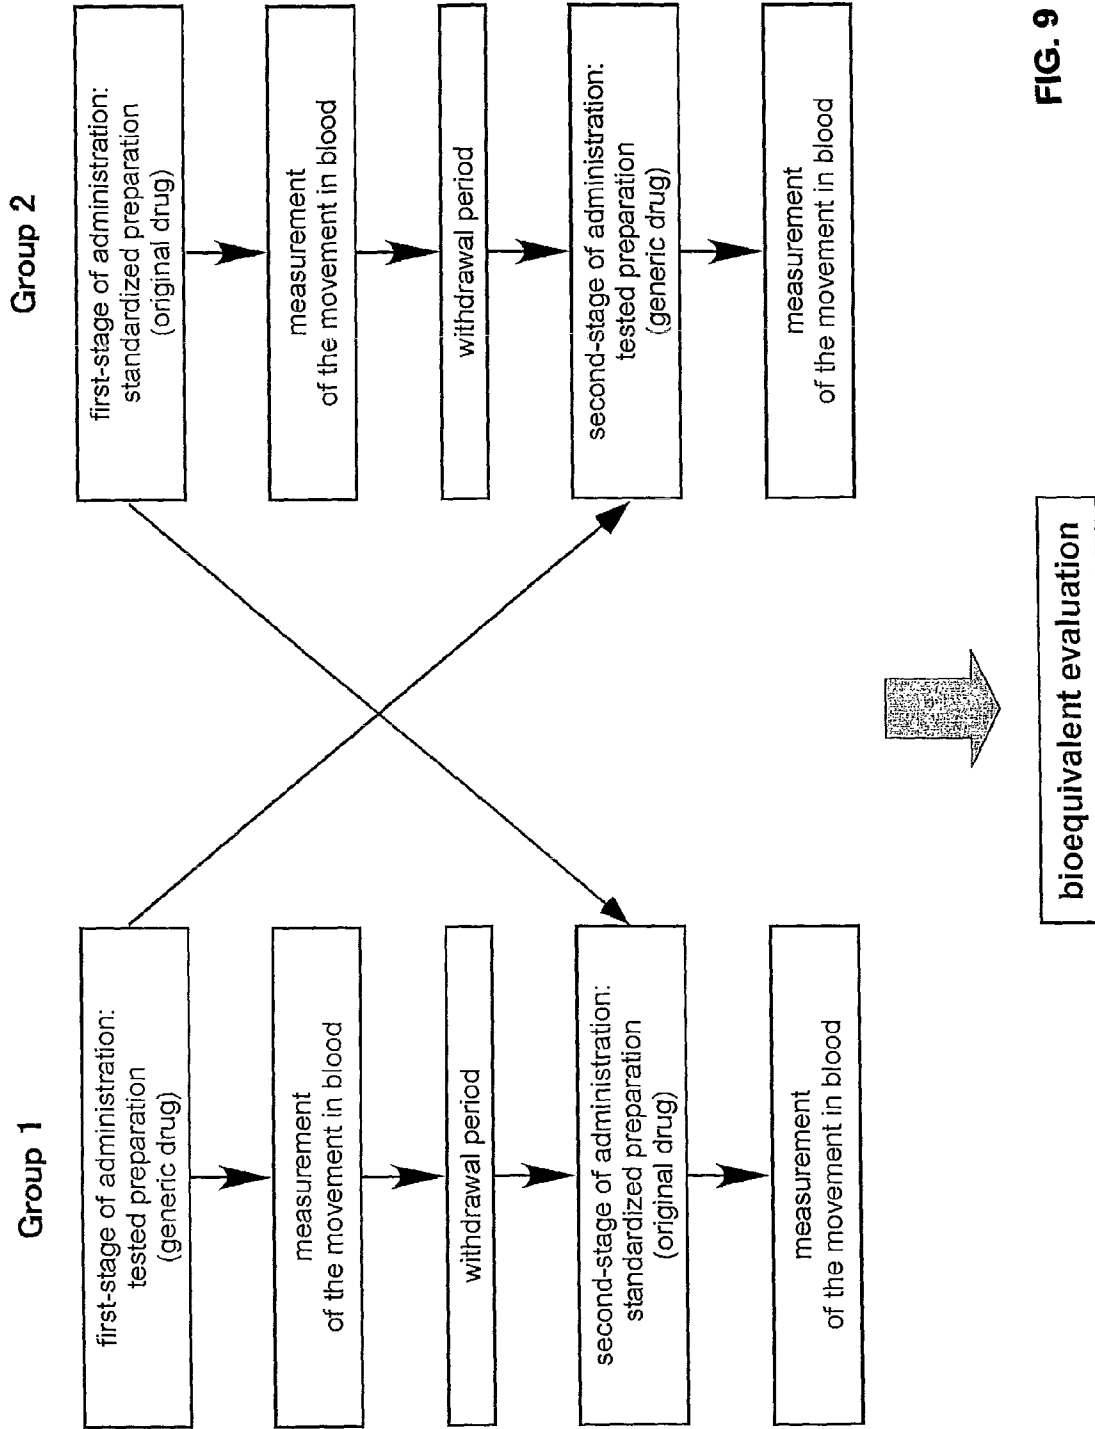 Group 1
first-stage of administration:
tested preparation
(generic drug)
measurement
of the movement in blood
withdrawal period
second-stage of administration:
standardized preparation
(original drug)
measurement
of the movement in blood
Group 2
first-stage of administration:
standardized preparation
(original drug)
measurement
of the movement in blood
withdrawal period
second-stage of administration:
tested preparation
(generic drug)
measurement
of the movement in blood
bioequivalent evaluation
FIG. 9